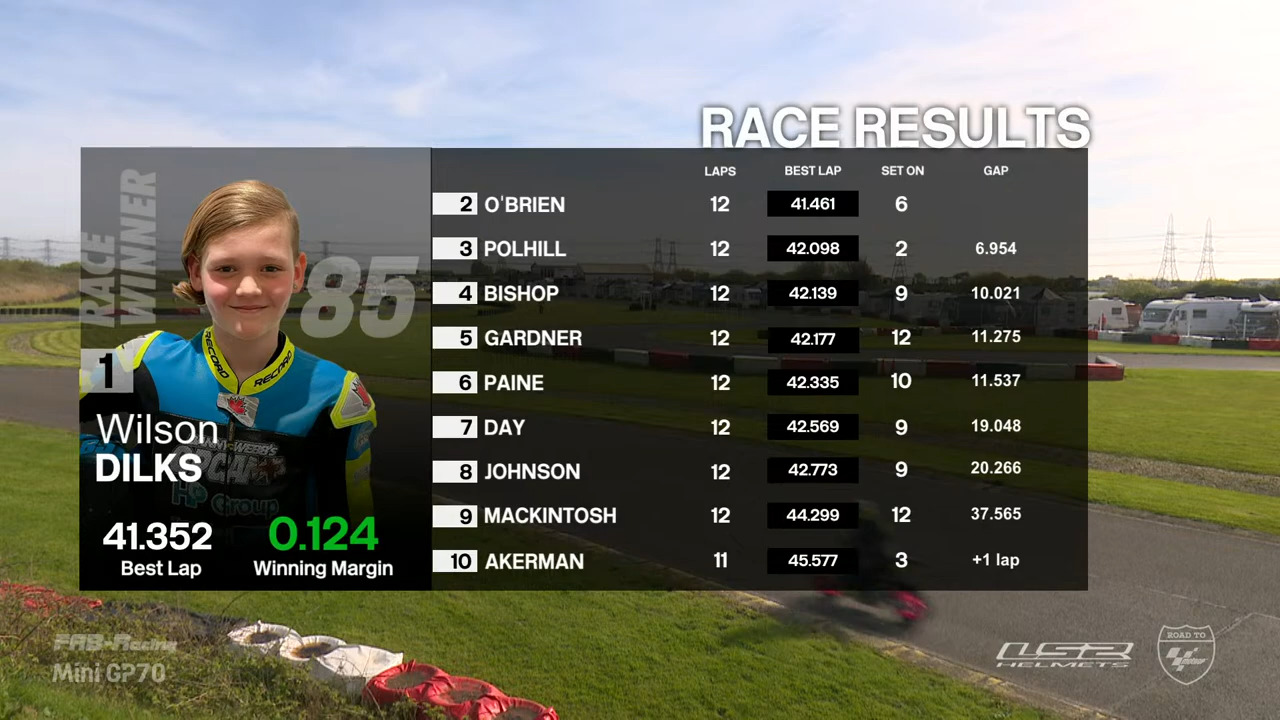 RACE RESULTS
LAPS BEST LAP SET ON GAP
RACE WINNER
85
1
Wilson
DILKS
41.352 0.124
Best Lap Winning Margin
2 O'BRIEN 12 41.461 6
3 POLHILL 12 42.098 2 6.954
4 BISHOP 12 42.139 9 10.021
5 GARDNER 12 42.177 12 11.275
6 PAINE 12 42.335 10 11.537
7 DAY 12 42.569 9 19.048
8 JOHNSON 12 42.773 9 20.266
9 MACKINTOSH 12 44.299 12 37.565
10 AKERMAN 11 45.577 3 +1 lap
RECORD RECORD
HP Group
FAB-Racing
Mini GP70
LS2
HELMETS
ROAD TO
MotoGP